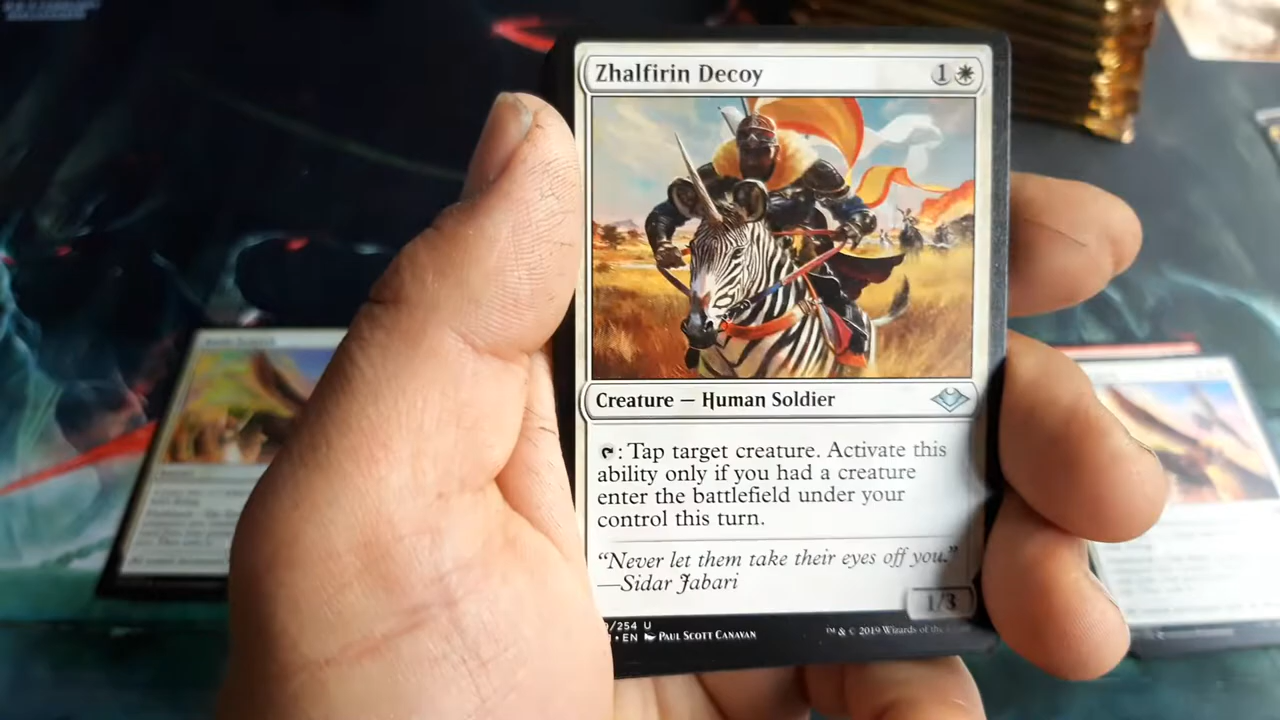 Zhalfirin Decoy 1
Creature — Human Soldier
: Tap target creature. Activate this
ability only if you had a creature
enter the battlefield under your
control this turn.
“Never let them take their eyes off you.”
—Sidar Jabari
1/3
/254 U
• EN PAUL SCOTT CANAVAN
™ & © 2019 Wizards of the